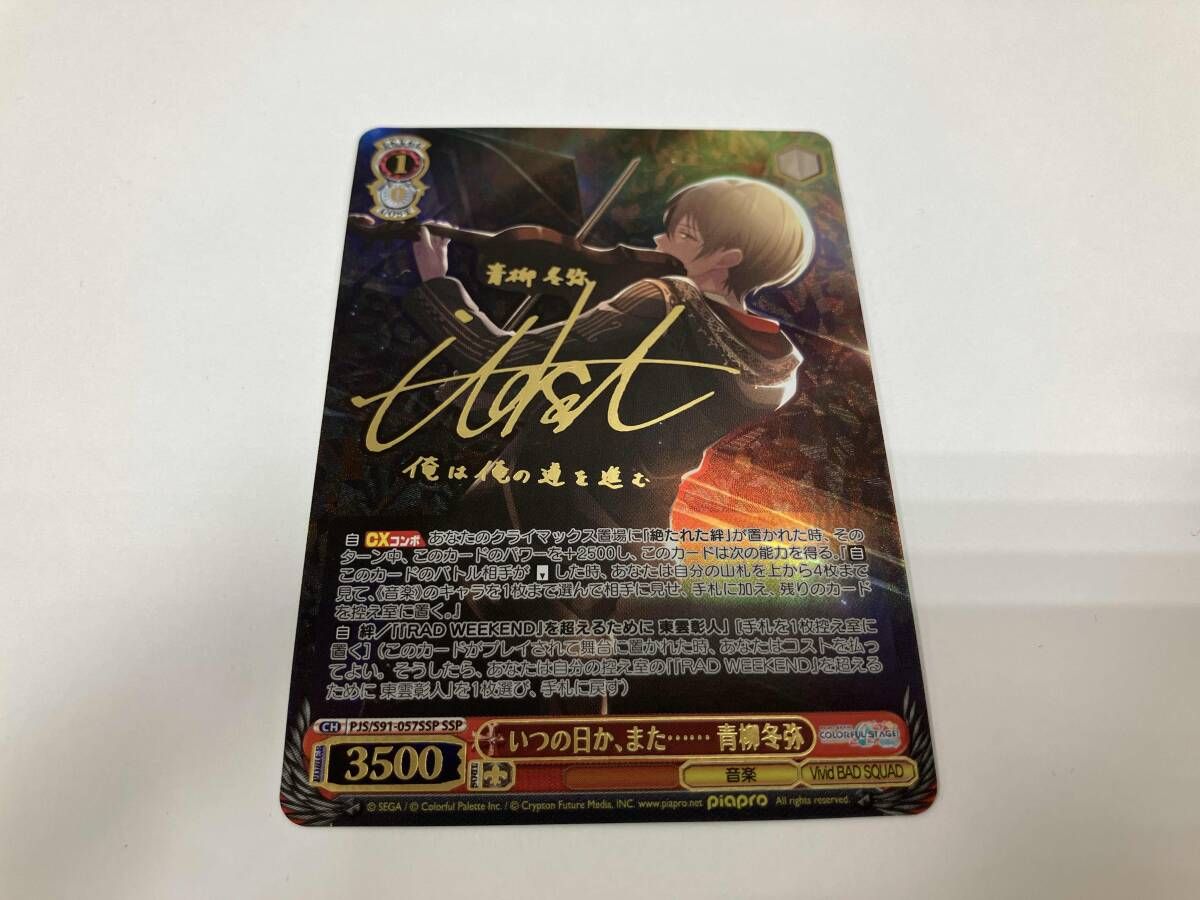 LEVEL
1
0
COST
青柳 冬弥
俺は俺の道を進む
自 CXコンボ あなたのクライマックス置場に「絶たれた絆」が置かれた時、その
ターン中、このカードのパワーを+2500し、このカードは次の能力を得る。「自
このカードのバトル相手が した時、あなたは自分の山札を上から4枚まで
見て、《音楽》のキャラを1枚まで選んで相手に見せ、手札に加え、残りのカード
を控え室に置く。」
自 絆/「『RAD WEEKEND』を超えるために 東雲彰人」 [手札を1枚控え室に
置く] (このカードがプレイされて舞台に置かれた時、あなたはコストを払っ
てよい。そうしたら、あなたは自分の控え室の「『RAD WEEKEND』を超える
ために 東雲彰人」を1枚選び、手札に戻す)
CH PJS/S91-057SSP SSP
いつの日か、また…… 青柳冬弥
COLORFUL STAGE!
POWER 3500
SOUL
音楽
Vivid BAD SQUAD
© SEGA / © Colorful Palette Inc. / © Crypton Future Media, INC. www.piapro.net piapro All rights reserved.